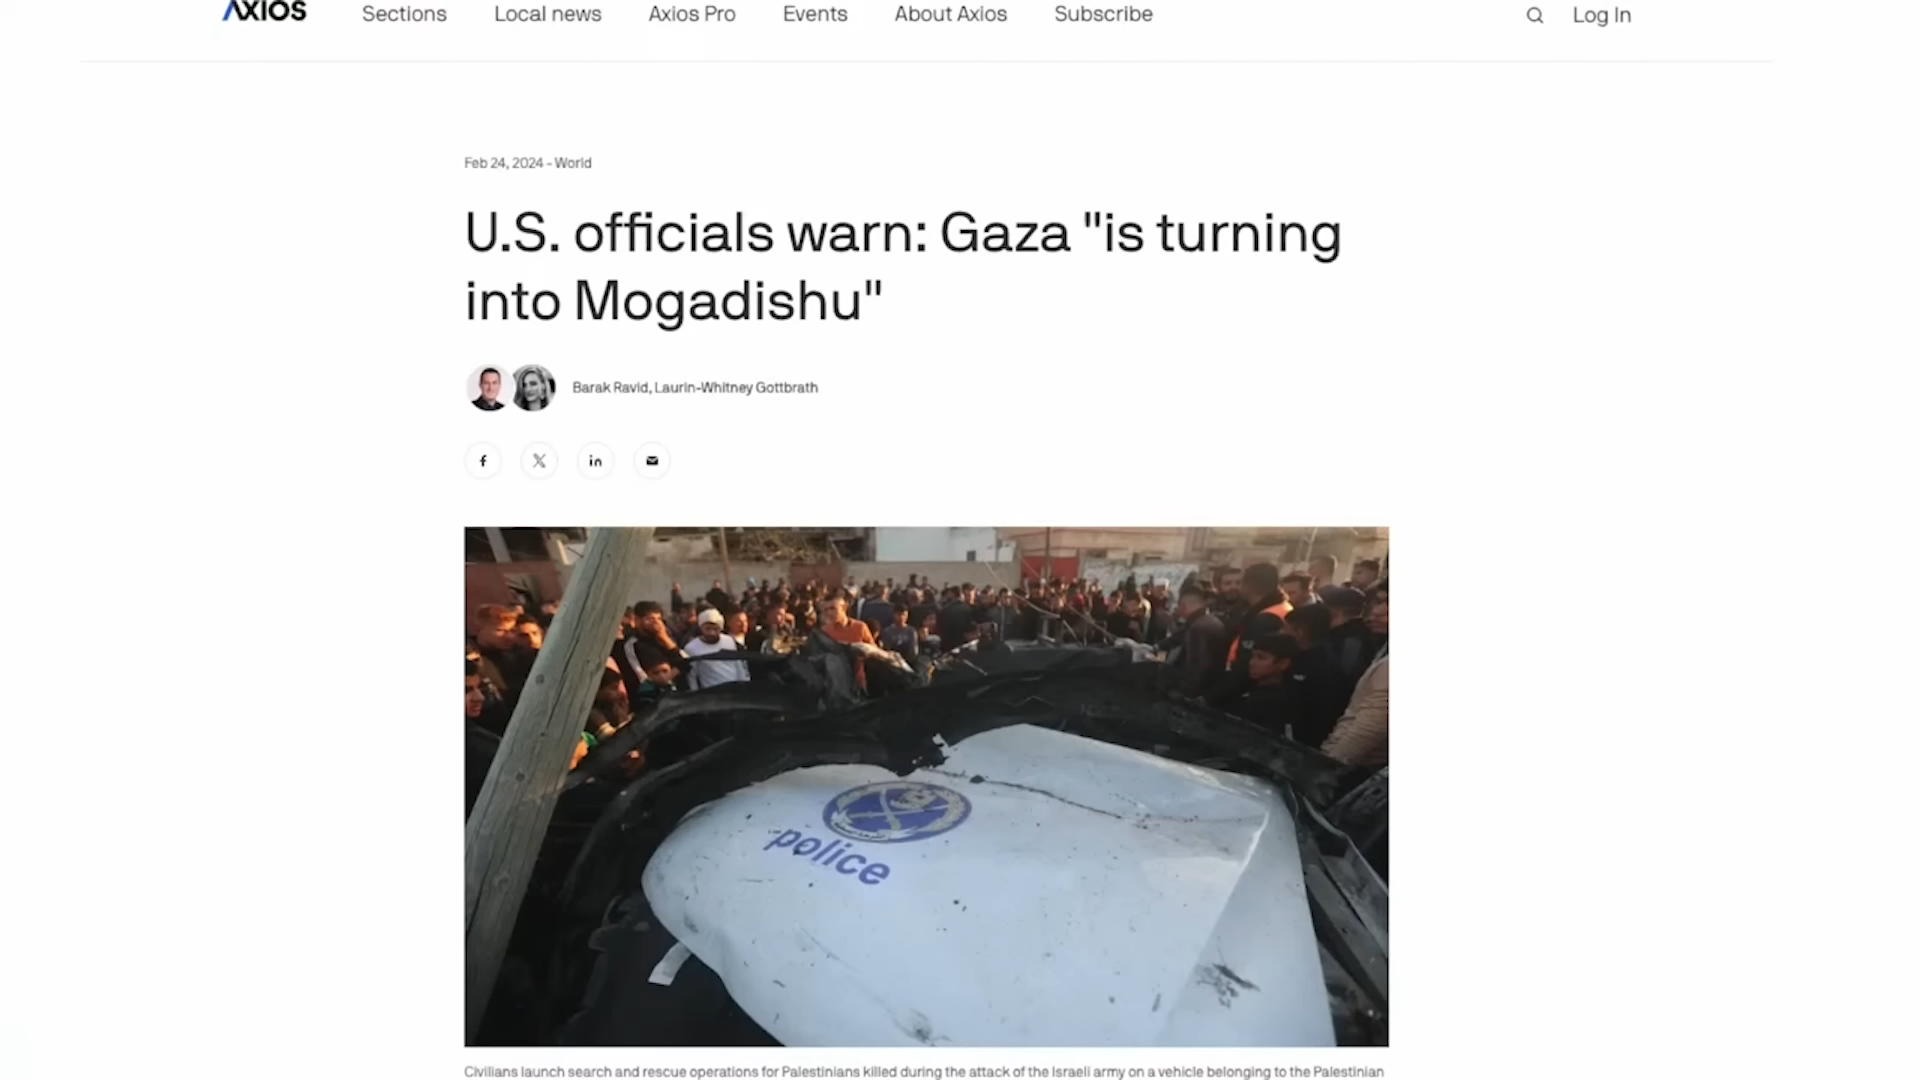 AXIOS
Sections
Local news
Axios Pro
Events
About Axios
Subscribe
Log In
Feb 24, 2024 - World
U.S. officials warn: Gaza "is turning
into Mogadishu"
Barak Ravid, Laurin-Whitney Gottbrath
police
Civilians launch search and rescue operations for Palestinians killed during the attack of the Israeli army on a vehicle belonging to the Palestinian